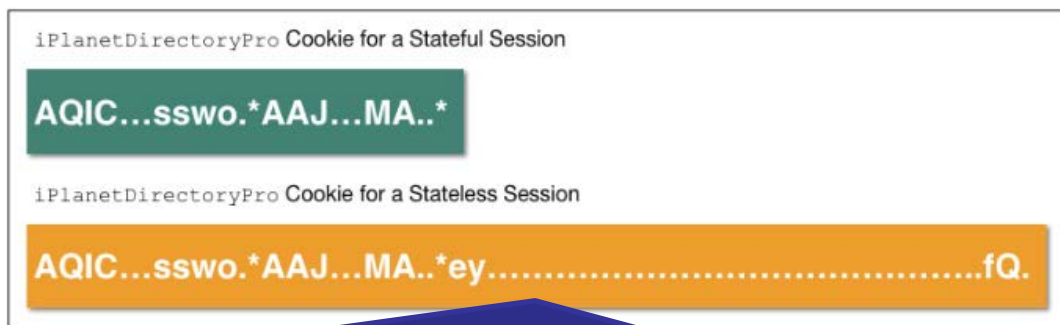 iPlanetDirectoryPro Cookie for a Stateful Session
AQIC...sswo.*AAJ...MA..*
iPlanetDirectoryPro Cookie for a Stateless Session
AQIC...sswo.*AAJ...MA..*ey............................................fQ.